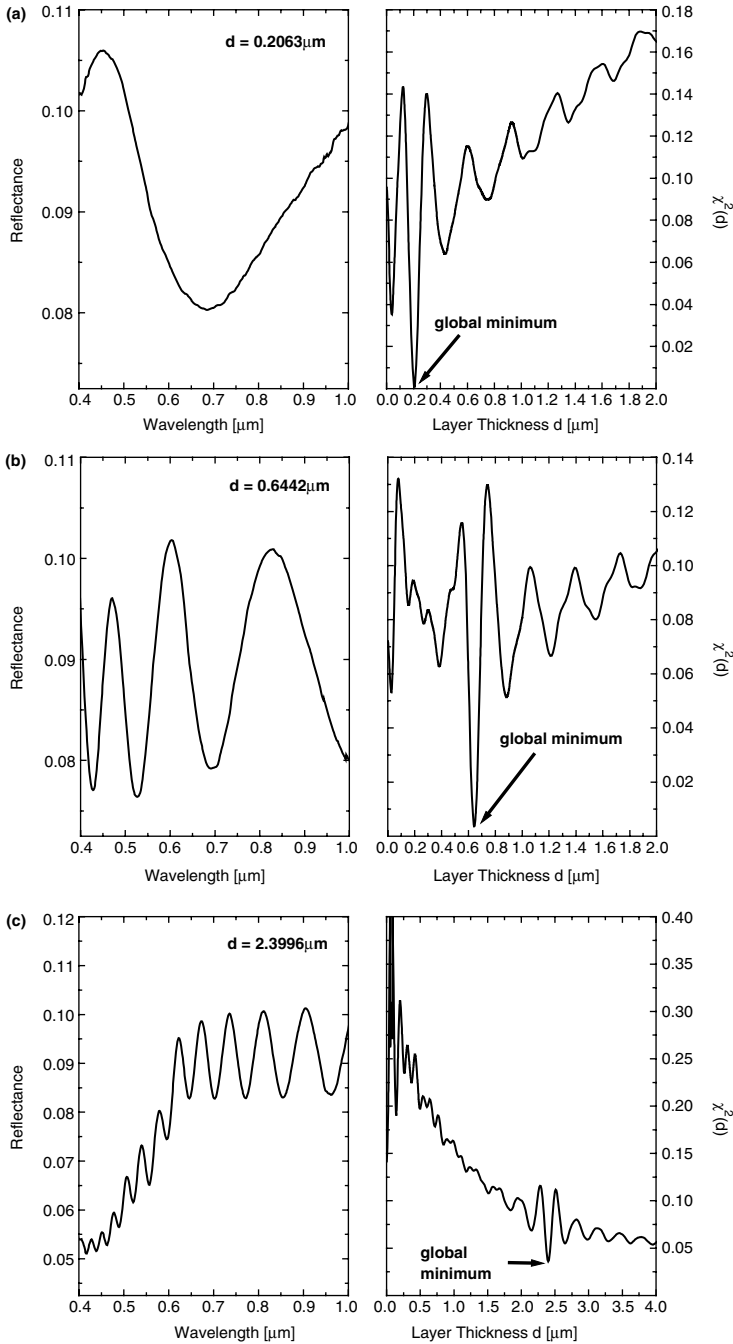 (a)
0.11
0.10
0.09
0.08
Reflectance
d = 0.2063μm
0.4 0.5 0.6 0.7 0.8 0.9 1.0
Wavelength [μm]
0.18
0.16
0.14
0.12
0.10
0.08
0.06
0.04
0.02
χ²(d)
global minimum
0.0 0.2 0.4 0.6 0.8 1.0 1.2 1.4 1.6 1.8 2.0
Layer Thickness d [μm]
(b)
0.11
0.10
0.09
0.08
Reflectance
d = 0.6442μm
0.4 0.5 0.6 0.7 0.8 0.9 1.0
Wavelength [μm]
0.14
0.12
0.10
0.08
0.06
0.04
0.02
χ²(d)
global minimum
0.0 0.2 0.4 0.6 0.8 1.0 1.2 1.4 1.6 1.8 2.0
Layer Thickness d [μm]
(c)
0.12
0.11
0.10
0.09
0.08
0.07
0.06
0.05
Reflectance
d = 2.3996μm
0.4 0.5 0.6 0.7 0.8 0.9 1.0
Wavelength [μm]
0.40
0.35
0.30
0.25
0.20
0.15
0.10
0.05
χ²(d)
global
minimum
0.0 0.5 1.0 1.5 2.0 2.5 3.0 3.5 4.0
Layer Thickness d [μm]